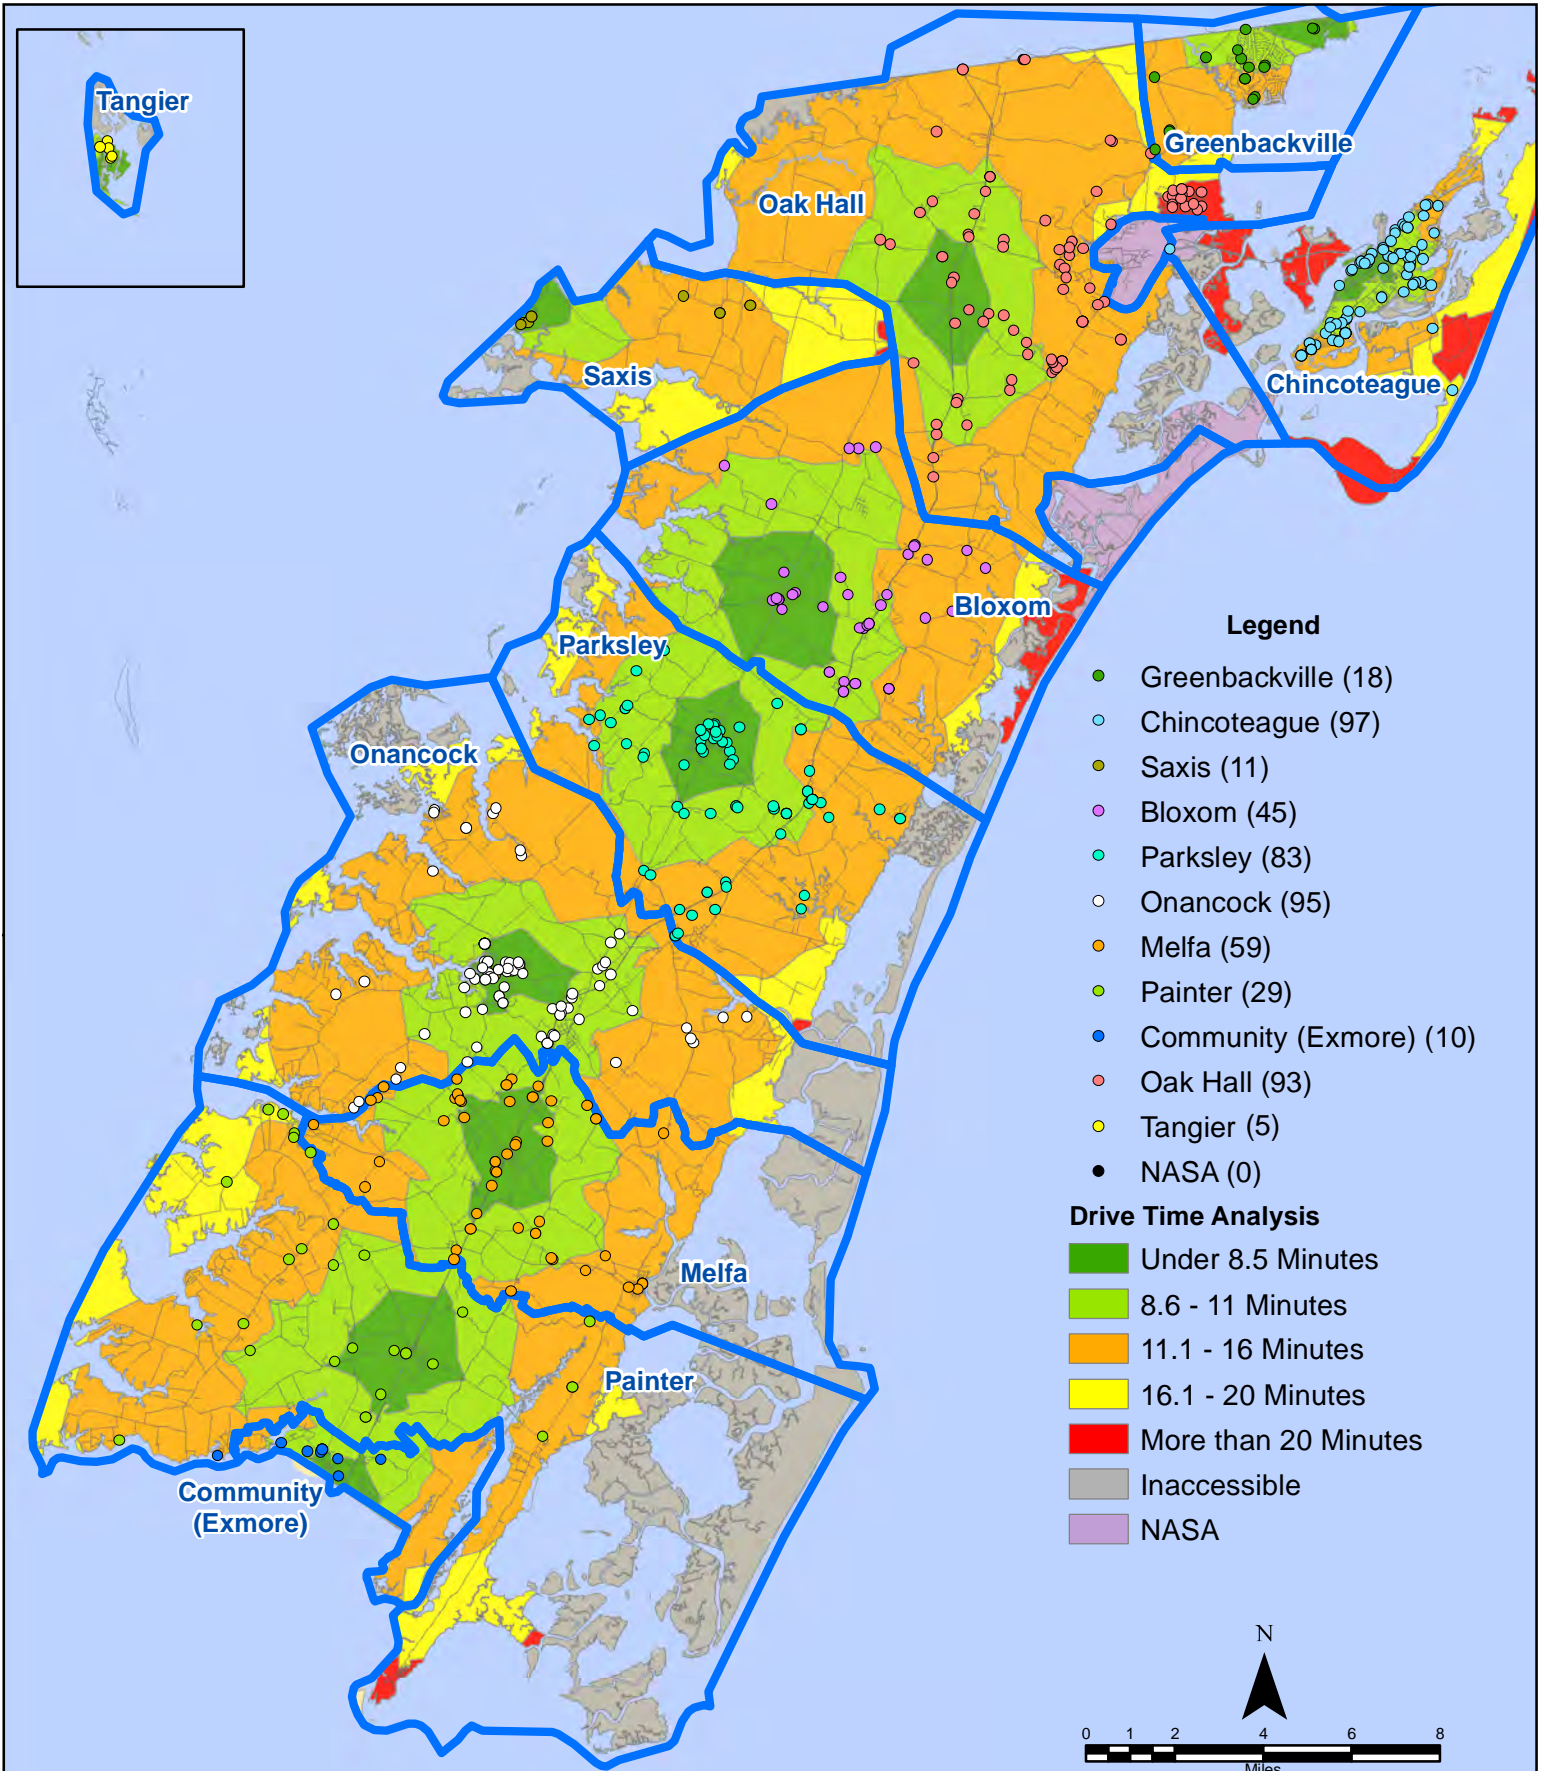 Tangier
Greenbackville
Oak Hall
Saxis
Chincoteague
Bloxom
Parksley
Onancock
Melfa
Painter
Community
(Exmore)
Legend
Greenbackville (18)
Chincoteague (97)
Saxis (11)
Bloxom (45)
Parksley (83)
Onancock (95)
Melfa (59)
Painter (29)
Community (Exmore) (10)
Oak Hall (93)
Tangier (5)
NASA (0)
Drive Time Analysis
Under 8.5 Minutes
8.6 - 11 Minutes
11.1 - 16 Minutes
16.1 - 20 Minutes
More than 20 Minutes
Inaccessible
NASA
N
0 1 2 4 6 8
Miles